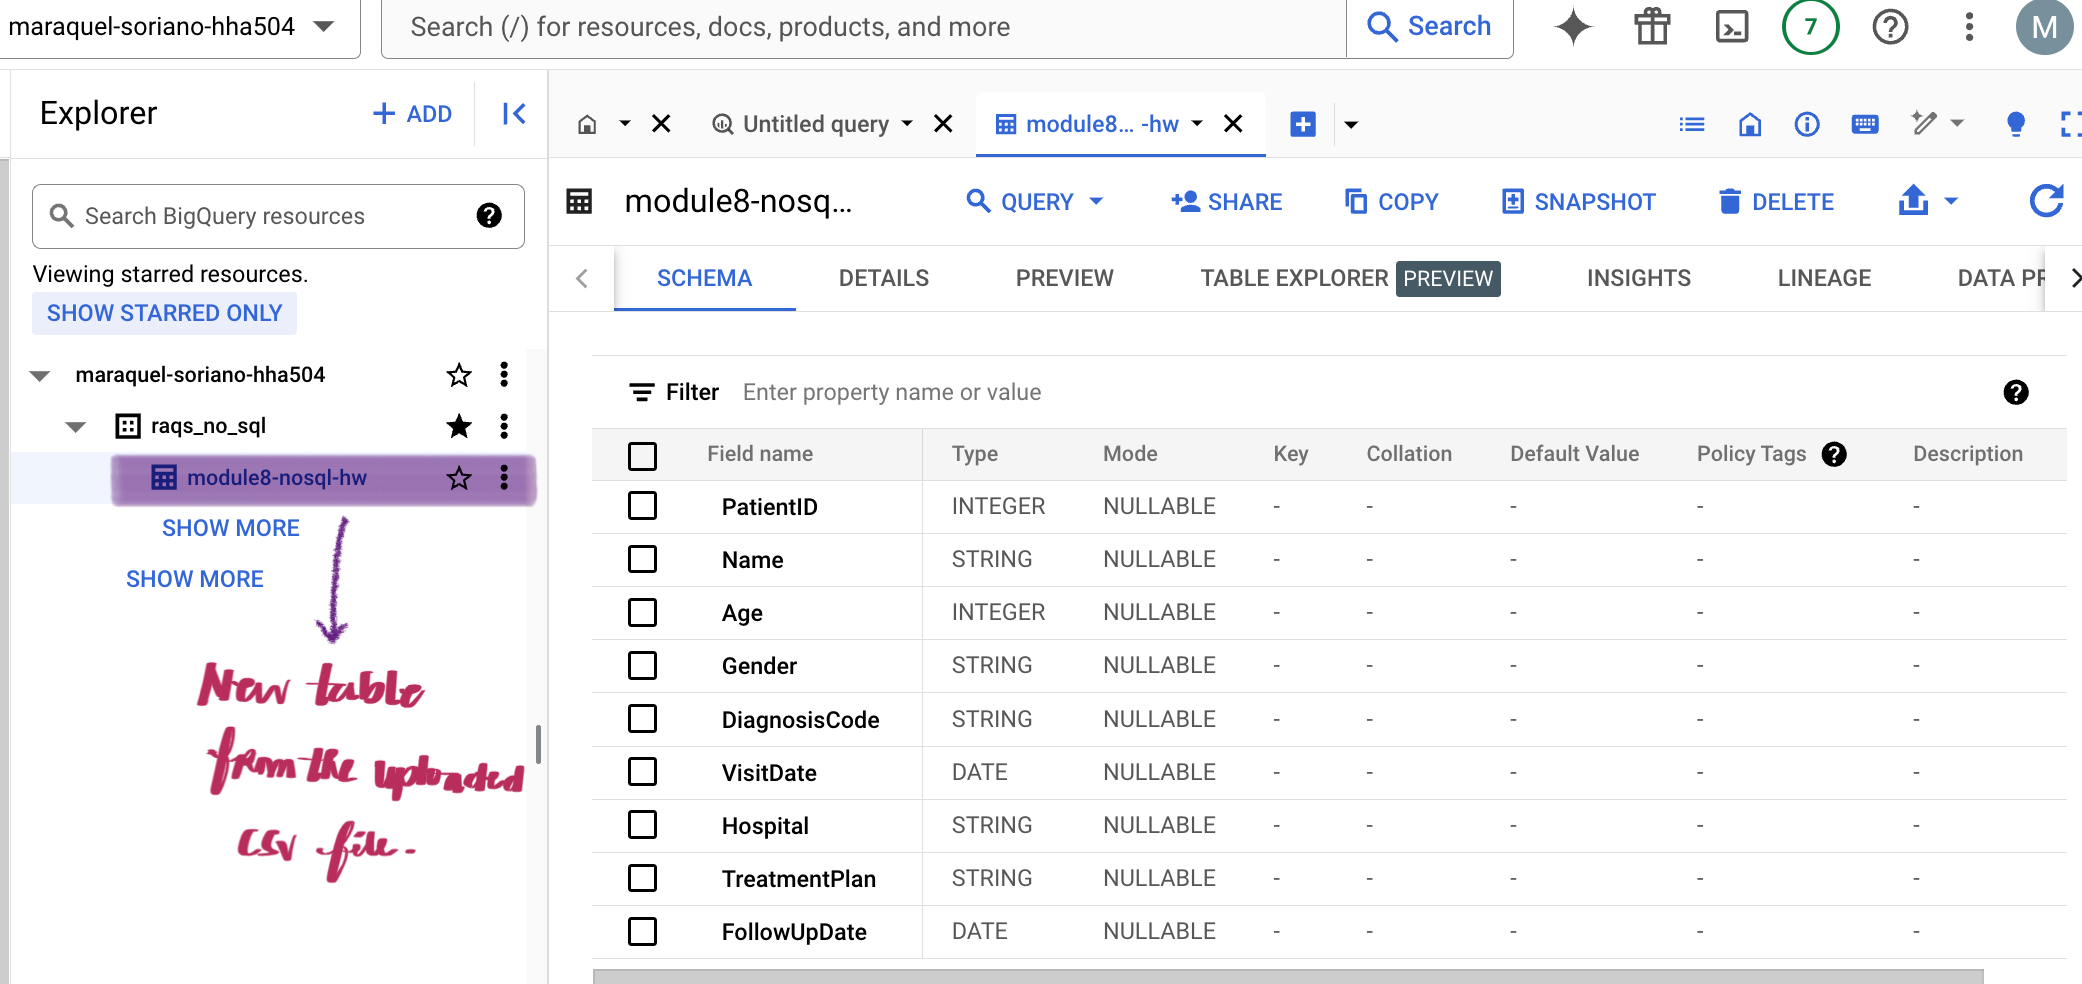 maraquel-soriano-hha504
Search (/) for resources, docs, products, and more
Search
7
M
Explorer
ADD
Untitled query
module8... -hw
Search BigQuery resources
module8-nosq...
QUERY
SHARE
COPY
SNAPSHOT
DELETE
Viewing starred resources.
SHOW STARRED ONLY
SCHEMA
DETAILS
PREVIEW
TABLE EXPLORER PREVIEW
INSIGHTS
LINEAGE
DATA PR
maraquel-soriano-hha504
raqs_no_sql
module8-nosql-hw
SHOW MORE
SHOW MORE
New table
from the uploaded
CSV file.
Filter Enter property name or value
Field name Type Mode Key Collation Default Value Policy Tags Description
PatientID INTEGER NULLABLE - - - - -
Name STRING NULLABLE - - - - -
Age INTEGER NULLABLE - - - - -
Gender STRING NULLABLE - - - - -
DiagnosisCode STRING NULLABLE - - - - -
VisitDate DATE NULLABLE - - - - -
Hospital STRING NULLABLE - - - - -
TreatmentPlan STRING NULLABLE - - - - -
FollowUpDate DATE NULLABLE - - - - -